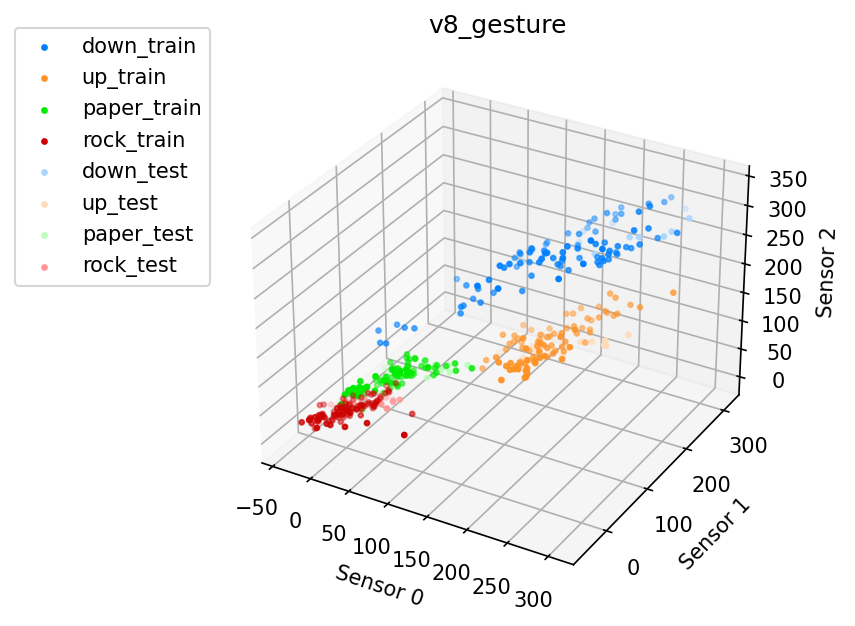 v8_gesture
down_train
up_train
paper_train
rock_train
down_test
up_test
paper_test
rock_test
350
300
250
200
150
100
50
0
Sensor 2
300
200
100
0
Sensor 1
−50
0
50
100
150
200
250
300
Sensor 0